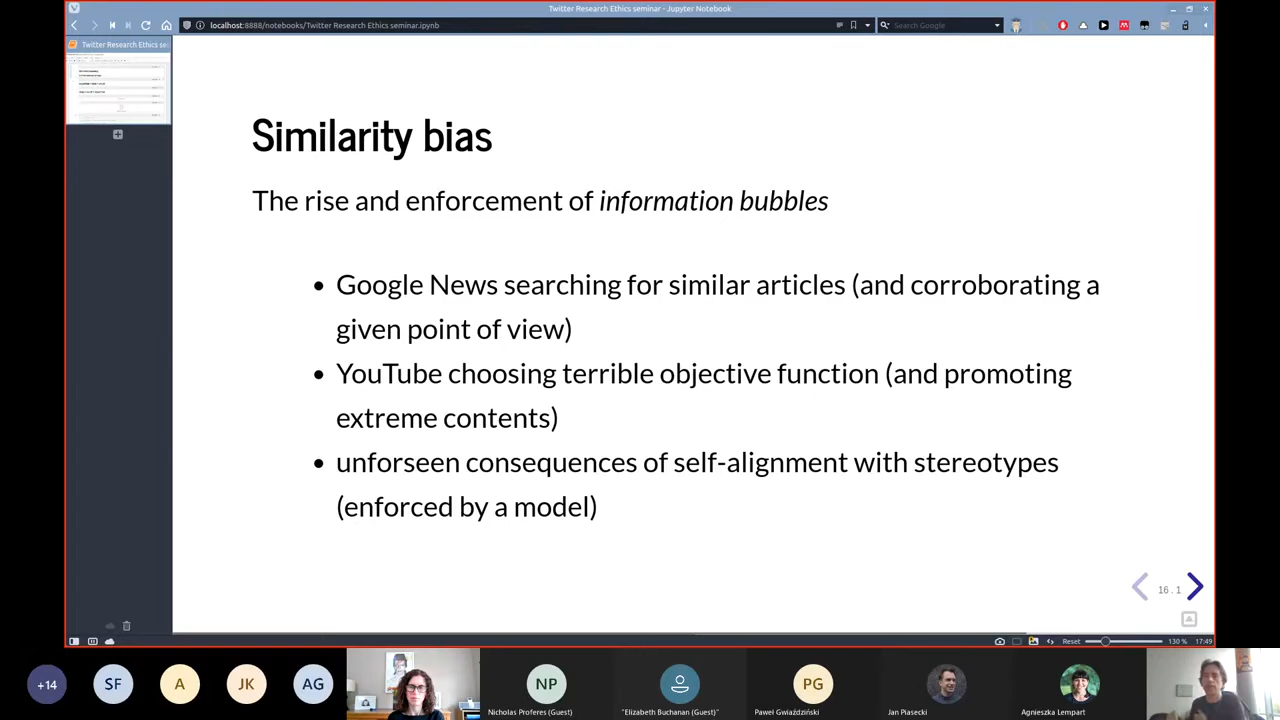 Twitter Research Ethics seminar - Jupyter Notebook
localhost:8888/notebooks/Twitter Research Ethics seminar.ipynb
Search Google
Twitter Research Ethics se:
Similarity bias
The rise and enforcement of information bubbles
• Google News searching for similar articles (and corroborating a
given point of view)
• YouTube choosing terrible objective function (and promoting
extreme contents)
• unforseen consequences of self-alignment with stereotypes
(enforced by a model)
16.1
Reset
130 %
17:49
+14
SF
A
JK
AG
NP
PG
Nicholas Proferes (Guest)
"Elizabeth Buchanan (Guest)"
Paweł Gwiaździński
Jan Piasecki
Agnieszka Lempart